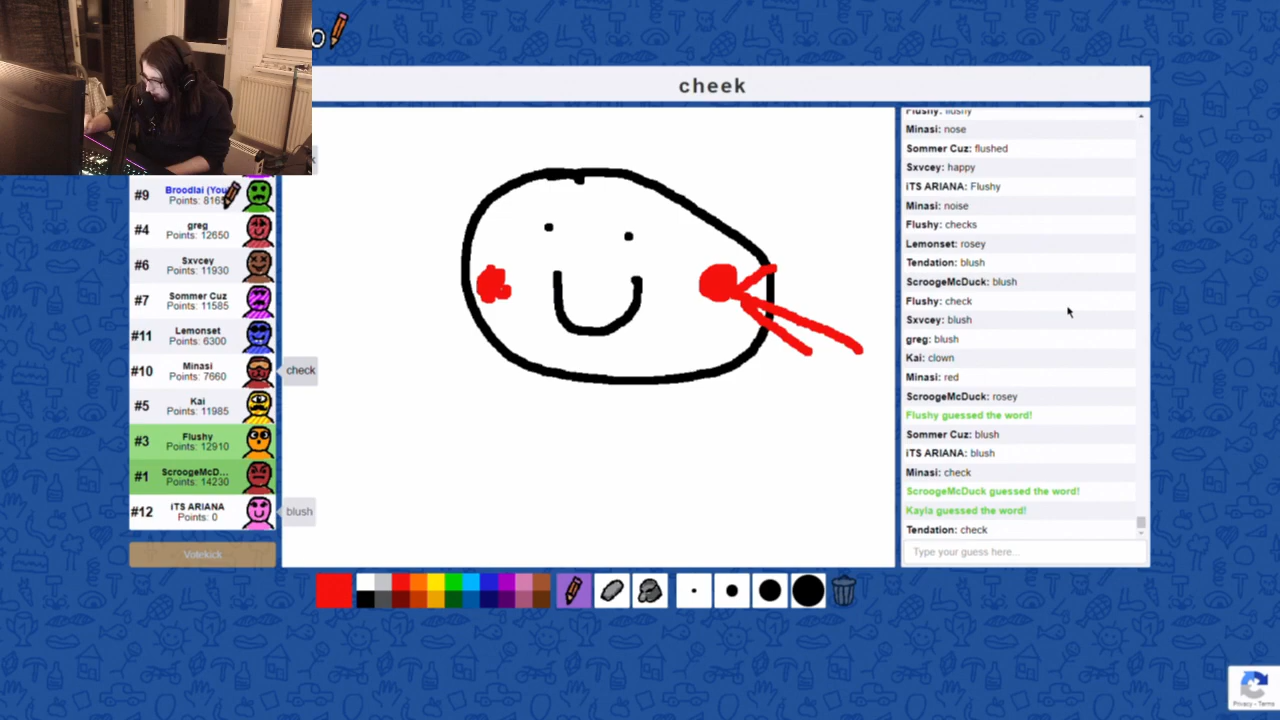 cheek
#9 Broodlai (You)
Points: 8165
#4 greg
Points: 12650
#6 Sxvcey
Points: 11930
#7 Sommer Cuz
Points: 11585
#11 Lemonset
Points: 6300
#10 Minasi
Points: 7660
check
#5 Kai
Points: 11985
#3 Flushy
Points: 12910
#1 ScroogeMcD...
Points: 14230
#12 iTS ARIANA
Points: 0
blush
Votekick
Flushy: flushy
Minasi: nose
Sommer Cuz: flushed
Sxvcey: happy
iTS ARIANA: Flushy
Minasi: noise
Flushy: checks
Lemonset: rosey
Tendation: blush
ScroogeMcDuck: blush
Flushy: check
Sxvcey: blush
greg: blush
Kai: clown
Minasi: red
ScroogeMcDuck: rosey
Flushy guessed the word!
Sommer Cuz: blush
iTS ARIANA: blush
Minasi: check
ScroogeMcDuck guessed the word!
Kayla guessed the word!
Tendation: check
Type your guess here...
Privacy - Terms